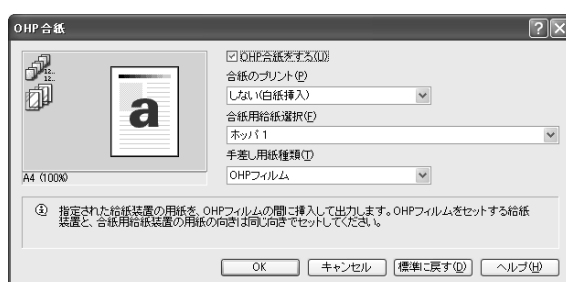 OHP合紙
OHP合紙をする(U)
合紙のプリント(P)
しない(白紙挿入)
合紙用給紙選択(F)
ホッパ1
手差し用紙種類(T)
OHPフィルム
12..
12..
a
A4 (100%)
指定された給紙装置の用紙を、OHPフィルムの間に挿入して出力します。OHPフィルムをセットする給紙
装置と、合紙用給紙装置の用紙の向きは同じ向きでセットしてください。
OK
キャンセル
標準に戻す(D)
ヘルプ(H)